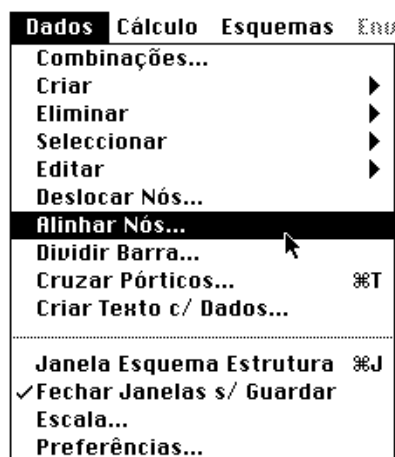 Dados Cálculo Esquemas
Combinações...
Criar
Eliminar
Seleccionar
Editar
Deslocar Nós...
Alinhar Nós...
Dividir Barra...
Cruzar Pórticos... ⌘T
Criar Texto c/ Dados...
Janela Esquema Estrutura ⌘J
✓Fechar Janelas s/ Guardar
Escala...
Preferências...